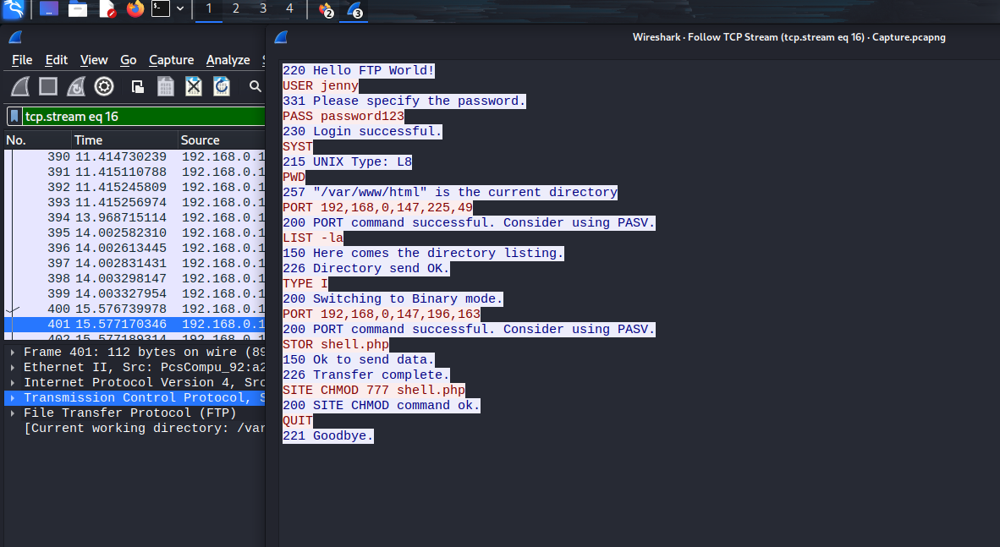 1 2 3 4 2 3
Wireshark · Follow TCP Stream (tcp.stream eq 16) · Capture.pcapng
File Edit View Go Capture Analyze
tcp.stream eq 16
No. Time Source
390 11.414730239 192.168.0.1
391 11.415110788 192.168.0.1
392 11.415245809 192.168.0.1
393 11.415256974 192.168.0.1
394 13.968715114 192.168.0.1
395 14.002582310 192.168.0.1
396 14.002613445 192.168.0.1
397 14.002831431 192.168.0.1
398 14.003298147 192.168.0.1
399 14.003327954 192.168.0.1
400 15.576739978 192.168.0.1
401 15.577170346 192.168.0.1
402 15.577189314 192.168.0.1
Frame 401: 112 bytes on wire (89
Ethernet II, Src: PcsCompu_92:a2
Internet Protocol Version 4, Src
Transmission Control Protocol, S
File Transfer Protocol (FTP)
[Current working directory: /var
220 Hello FTP World!
USER jenny
331 Please specify the password.
PASS password123
230 Login successful.
SYST
215 UNIX Type: L8
PWD
257 "/var/www/html" is the current directory
PORT 192,168,0,147,225,49
200 PORT command successful. Consider using PASV.
LIST -la
150 Here comes the directory listing.
226 Directory send OK.
TYPE I
200 Switching to Binary mode.
PORT 192,168,0,147,196,163
200 PORT command successful. Consider using PASV.
STOR shell.php
150 Ok to send data.
226 Transfer complete.
SITE CHMOD 777 shell.php
200 SITE CHMOD command ok.
QUIT
221 Goodbye.